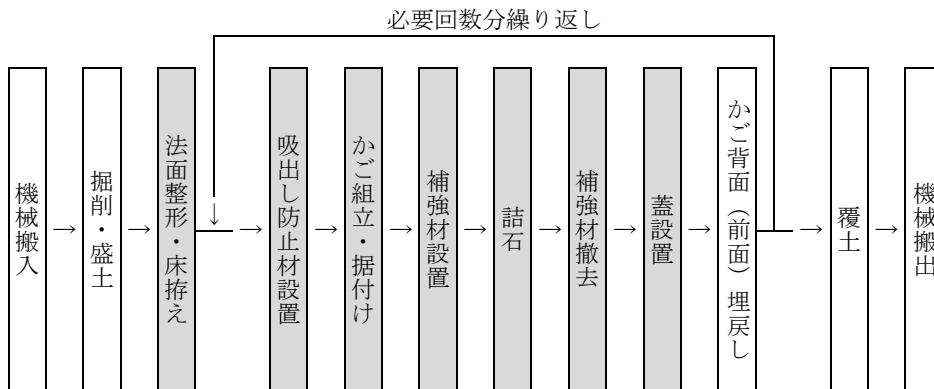 必要回数分繰り返し
機械搬入
→
掘削・盛土
→
法面整形・床拵え
↓
→
吸出し防止材設置
→
かご組立・据付け
→
補強材設置
→
詰石
→
補強材撤去
→
蓋設置
→
かご背面（前面）埋戻し
→
覆土
→
機械搬出